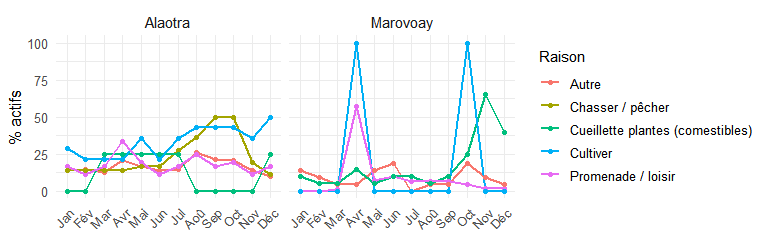 Alaotra
Marovoay
% actifs
100
75
50
25
0
Jan Fév Mar Avr Mai Jun Jul Aoû Sep Oct Nov Déc
Jan Fév Mar Avr Mai Jun Jul Aoû Sep Oct Nov Déc
Raison
Autre
Chasser / pêcher
Cueillette plantes (comestibles)
Cultiver
Promenade / loisir